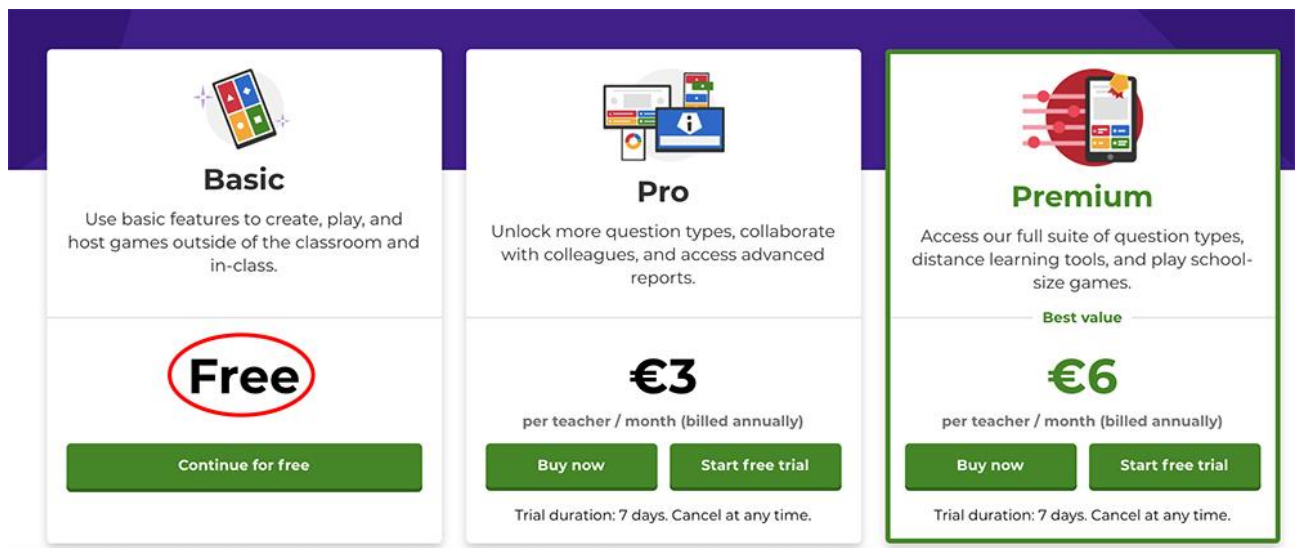 Basic
Use basic features to create, play, and
host games outside of the classroom and
in-class.
Free
Continue for free
Pro
Unlock more question types, collaborate
with colleagues, and access advanced
reports.
€3
per teacher / month (billed annually)
Buy now
Start free trial
Trial duration: 7 days. Cancel at any time.
Premium
Access our full suite of question types,
distance learning tools, and play school-
size games.
Best value
€6
per teacher / month (billed annually)
Buy now
Start free trial
Trial duration: 7 days. Cancel at any time.